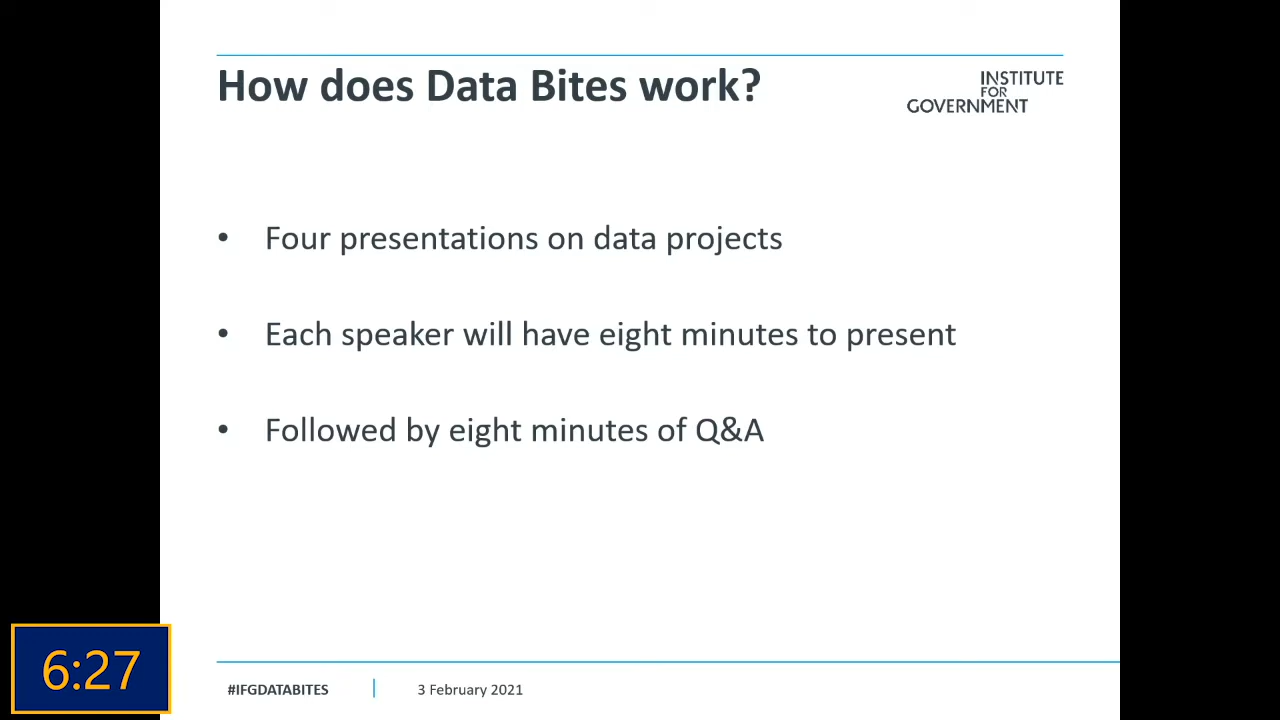 How does Data Bites work?
INSTITUTE
FOR
GOVERNMENT
• Four presentations on data projects
• Each speaker will have eight minutes to present
• Followed by eight minutes of Q&A
6:27
#IFGDATABITES
3 February 2021